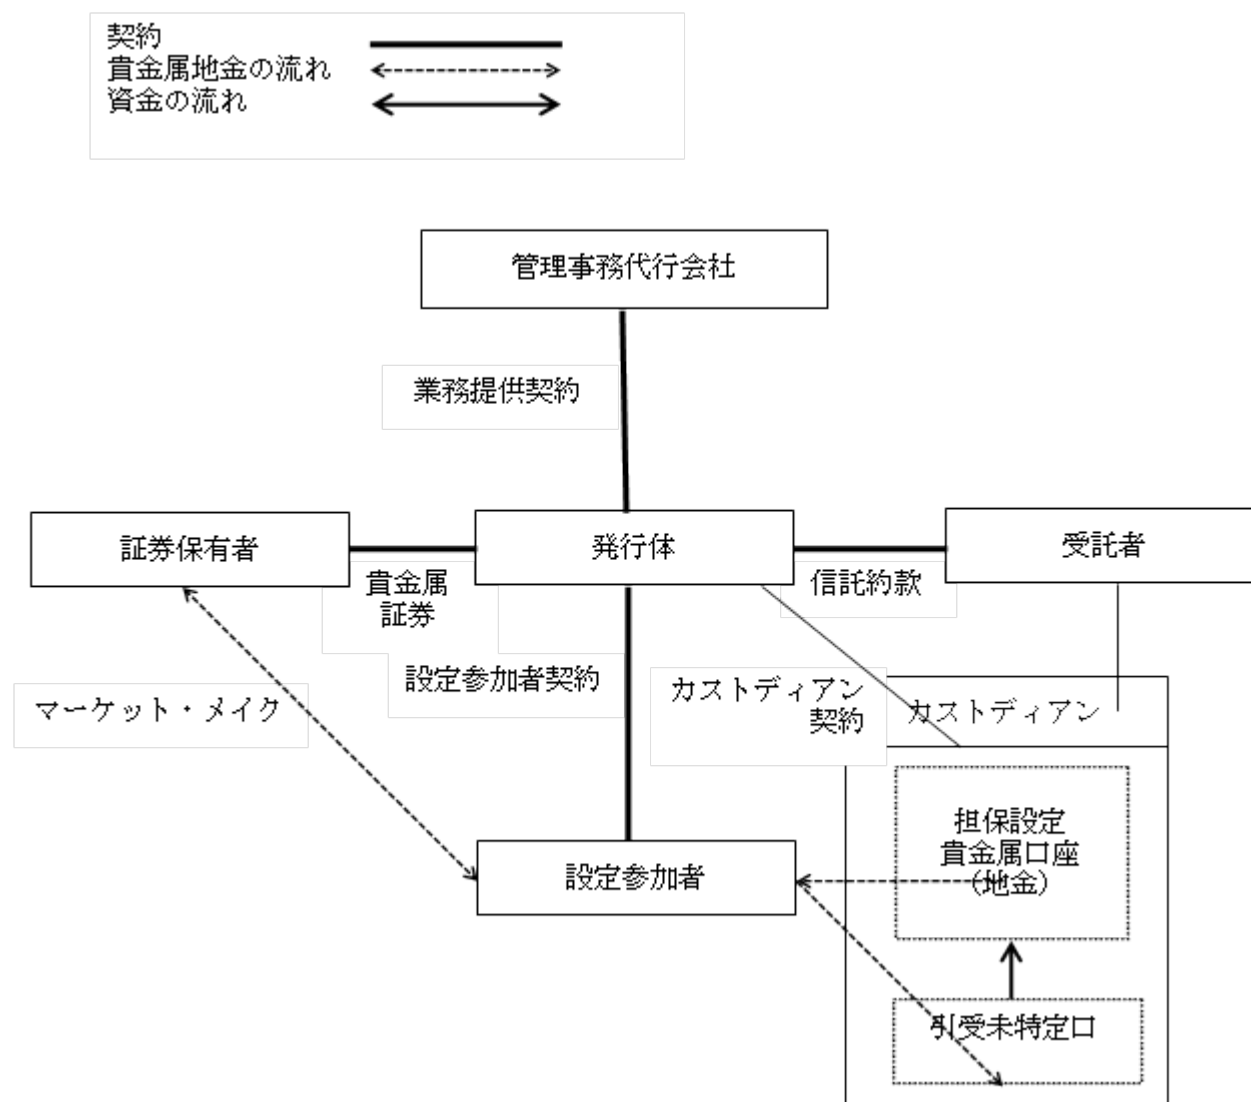 契約
貴金属地金の流れ
資金の流れ
管理事務代行会社
業務提供契約
証券保有者
発行体
受託者
貴金属
証券
信託約款
設定参加者契約
カストディアン
契約
カストディアン
マーケット・メイク
担保設定
貴金属口座
(地金)
設定参加者
引受未特定口